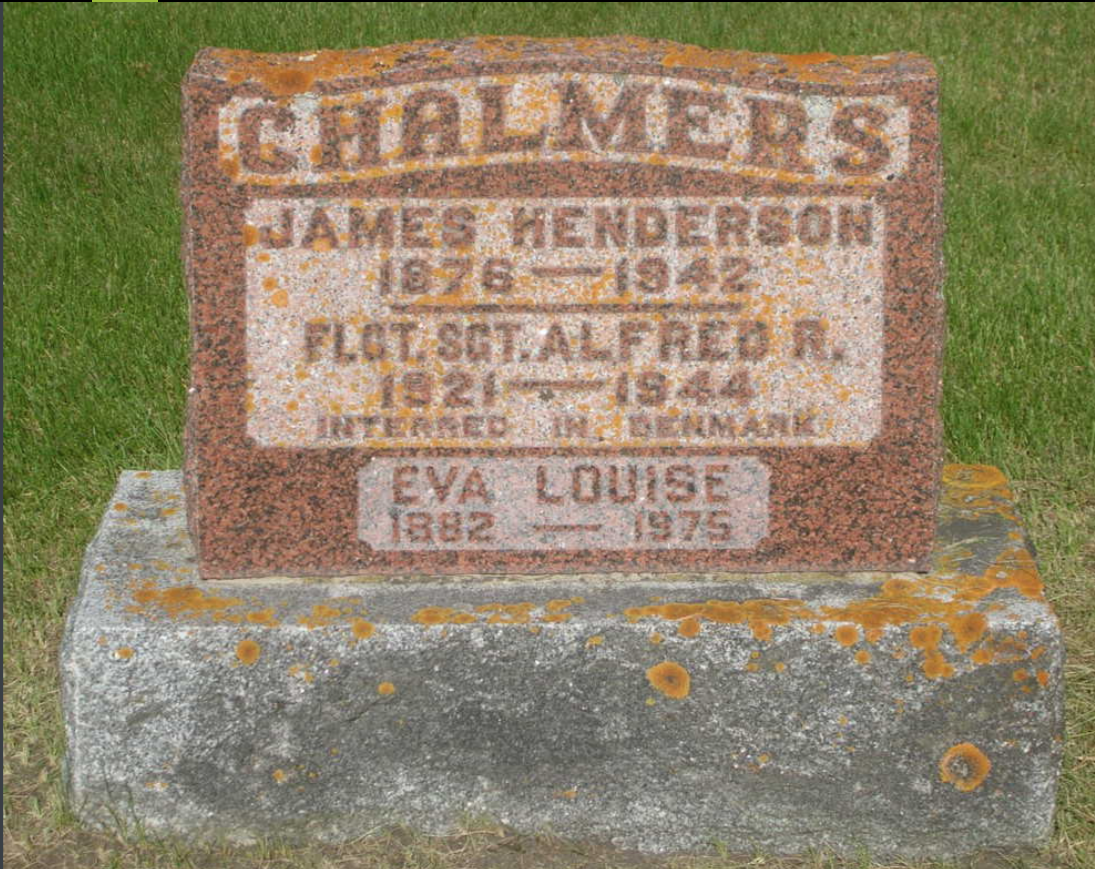 CHALMERS
JAMES HENDERSON
1876 — 1942
FLGT. SGT. ALFRED R.
1921 — 1944
INTERRED IN DENMARK
EVA LOUISE
1882 — 1975